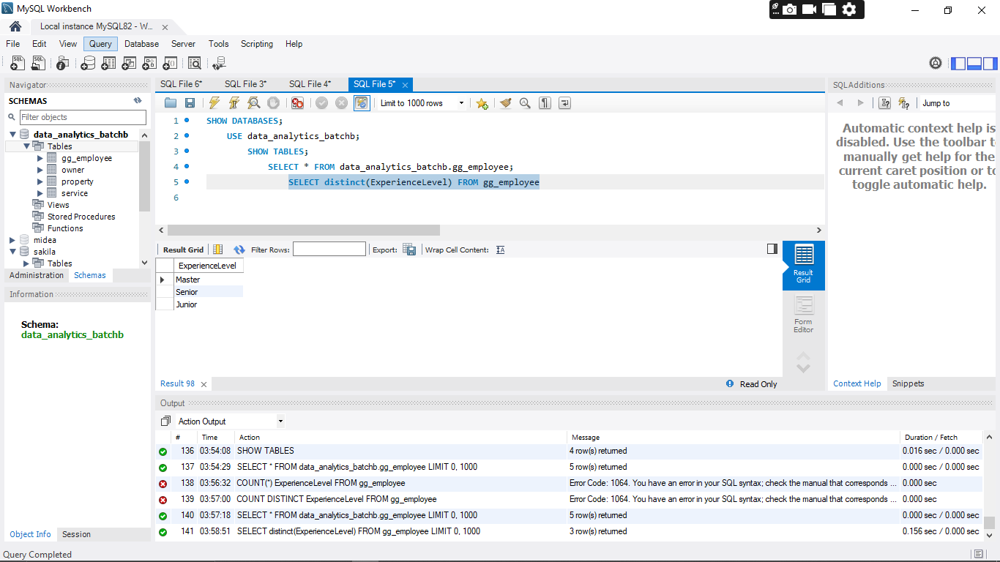 MySQL Workbench
Local instance MySQL82 - W...
File Edit View Query Database Server Tools Scripting Help
Navigator
SCHEMAS
Filter objects
data_analytics_batchb
Tables
gg_employee
owner
property
service
Views
Stored Procedures
Functions
midea
sakila
Tables
Administration Schemas
Information
Schema:
data_analytics_batchb
Object Info Session
SQL File 6* SQL File 3* SQL File 4* SQL File 5*
Limit to 1000 rows
1 SHOW DATABASES;
2 USE data_analytics_batchb;
3 SHOW TABLES;
4 SELECT * FROM data_analytics_batchb.gg_employee;
5 SELECT distinct(ExperienceLevel) FROM gg_employee
6
Result Grid Filter Rows: Export: Wrap Cell Content:
ExperienceLevel
Master
Senior
Junior
Result Grid
Form Editor
Result 98
Read Only
SQLAdditions
Jump to
Automatic context help is
disabled. Use the toolbar t
manually get help for the
current caret position or to
toggle automatic help.
Context Help Snippets
Output
Action Output
# Time Action Message Duration / Fetch
136 03:54:08 SHOW TABLES 4 row(s) returned 0.016 sec / 0.000 sec
137 03:54:29 SELECT * FROM data_analytics_batchb.gg_employee LIMIT 0, 1000 5 row(s) returned 0.000 sec / 0.000 sec
138 03:56:32 COUNT(*) ExperienceLevel FROM gg_employee Error Code: 1064. You have an error in your SQL syntax; check the manual that corresponds ... 0.000 sec
139 03:57:00 COUNT DISTINCT ExperienceLevel FROM gg_employee Error Code: 1064. You have an error in your SQL syntax; check the manual that corresponds ... 0.000 sec
140 03:57:18 SELECT * FROM data_analytics_batchb.gg_employee LIMIT 0, 1000 5 row(s) returned 0.000 sec / 0.000 sec
141 03:58:51 SELECT distinct(ExperienceLevel) FROM gg_employee LIMIT 0, 1000 3 row(s) returned 0.156 sec / 0.000 sec
Query Completed